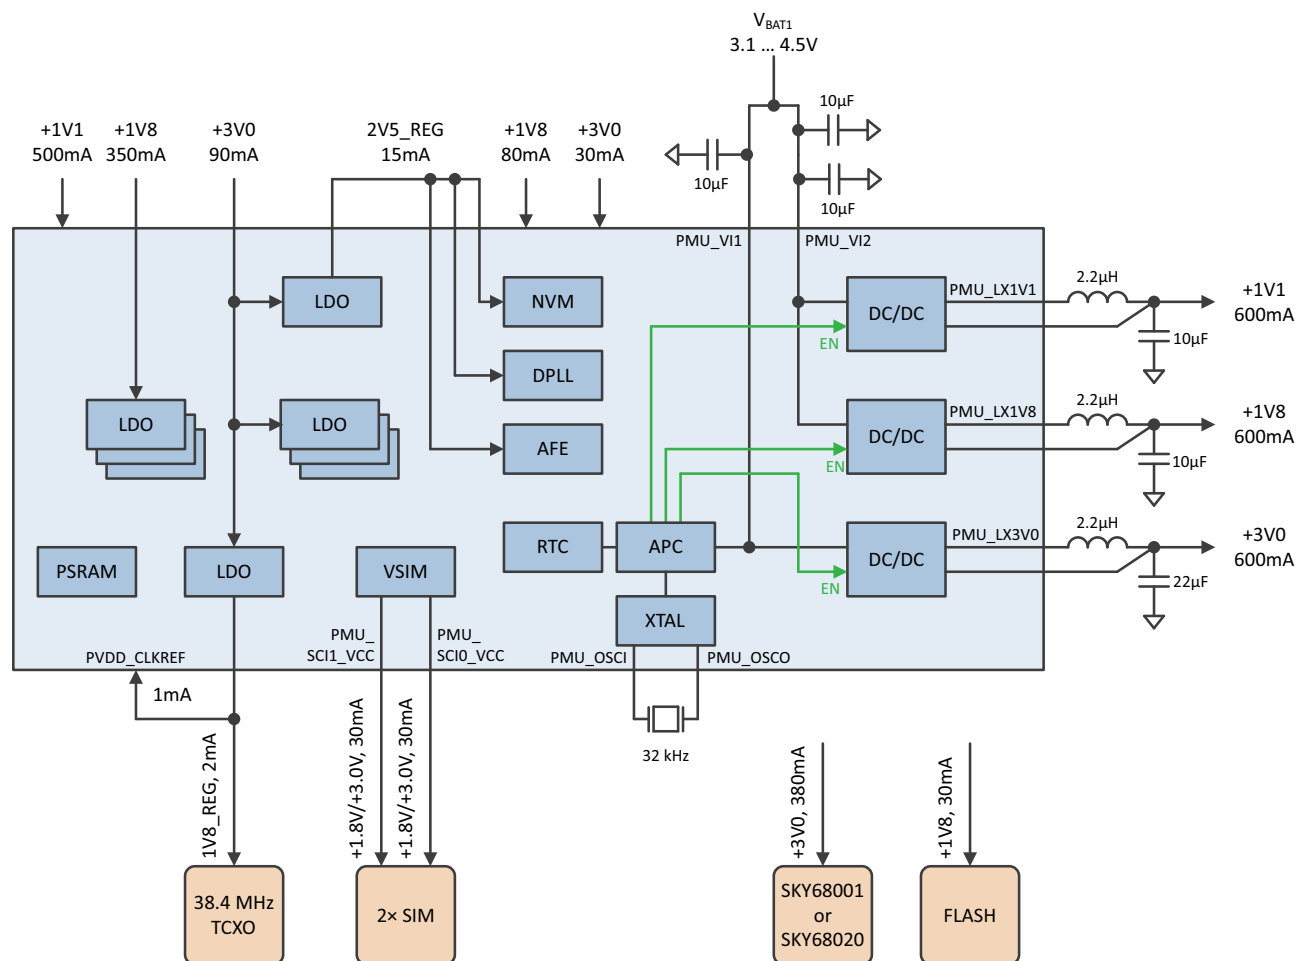 V_BAT1
3.1 ... 4.5V
10µF
10µF
10µF
+1V1
500mA
+1V8
350mA
+3V0
90mA
2V5_REG
15mA
+1V8
80mA
+3V0
30mA
PMU_VI1
PMU_VI2
LDO
NVM
DC/DC
EN
PMU_LX1V1
2.2µH
+1V1
600mA
10µF
DPLL
LDO
LDO
AFE
DC/DC
EN
PMU_LX1V8
2.2µH
+1V8
600mA
10µF
PSRAM
LDO
VSIM
RTC
APC
DC/DC
EN
PMU_LX3V0
2.2µH
+3V0
600mA
22µF
XTAL
PVDD_CLKREF
PMU_
SCI1_VCC
PMU_
SCI0_VCC
PMU_OSCI
PMU_OSCO
1mA
32 kHz
1V8_REG, 2mA
+1.8V/+3.0V, 30mA
+1.8V/+3.0V, 30mA
+3V0, 380mA
+1V8, 30mA
38.4 MHz
TCXO
2× SIM
SKY68001
or
SKY68020
FLASH